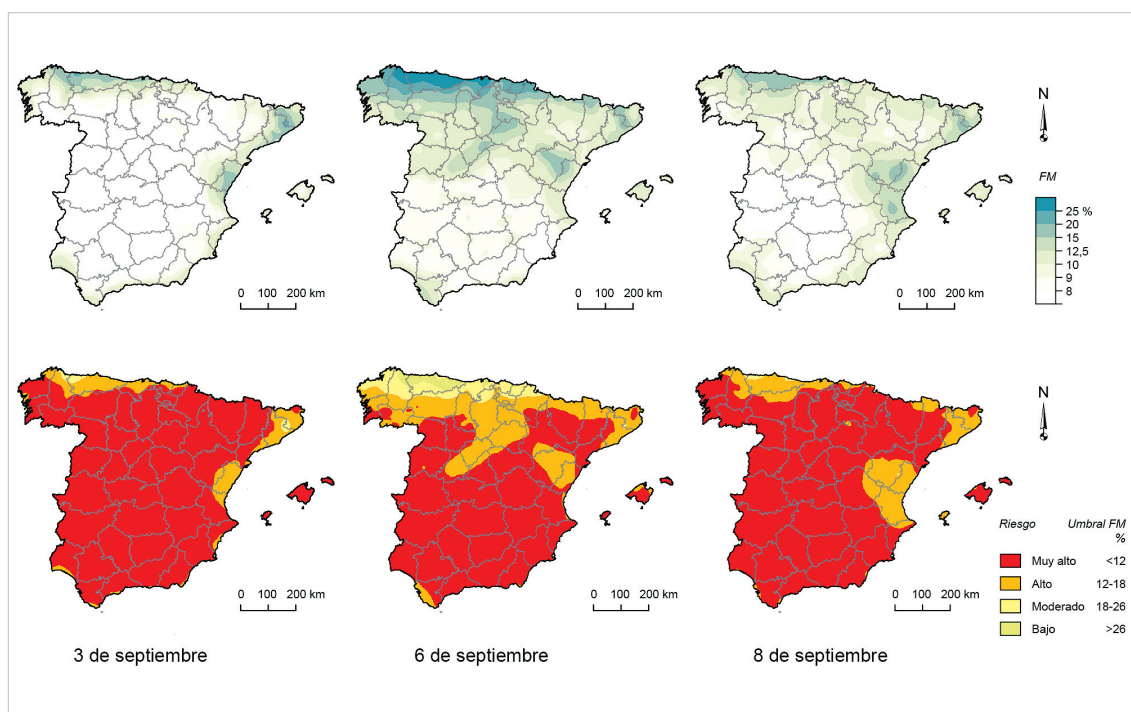 N
FM
25 %
20
15
12,5
10
9
8
0 100 200 km
0 100 200 km
0 100 200 km
N
Riesgo Umbral FM
%
Muy alto <12
Alto 12-18
Moderado 18-26
Bajo >26
0 100 200 km
0 100 200 km
0 100 200 km
3 de septiembre
6 de septiembre
8 de septiembre